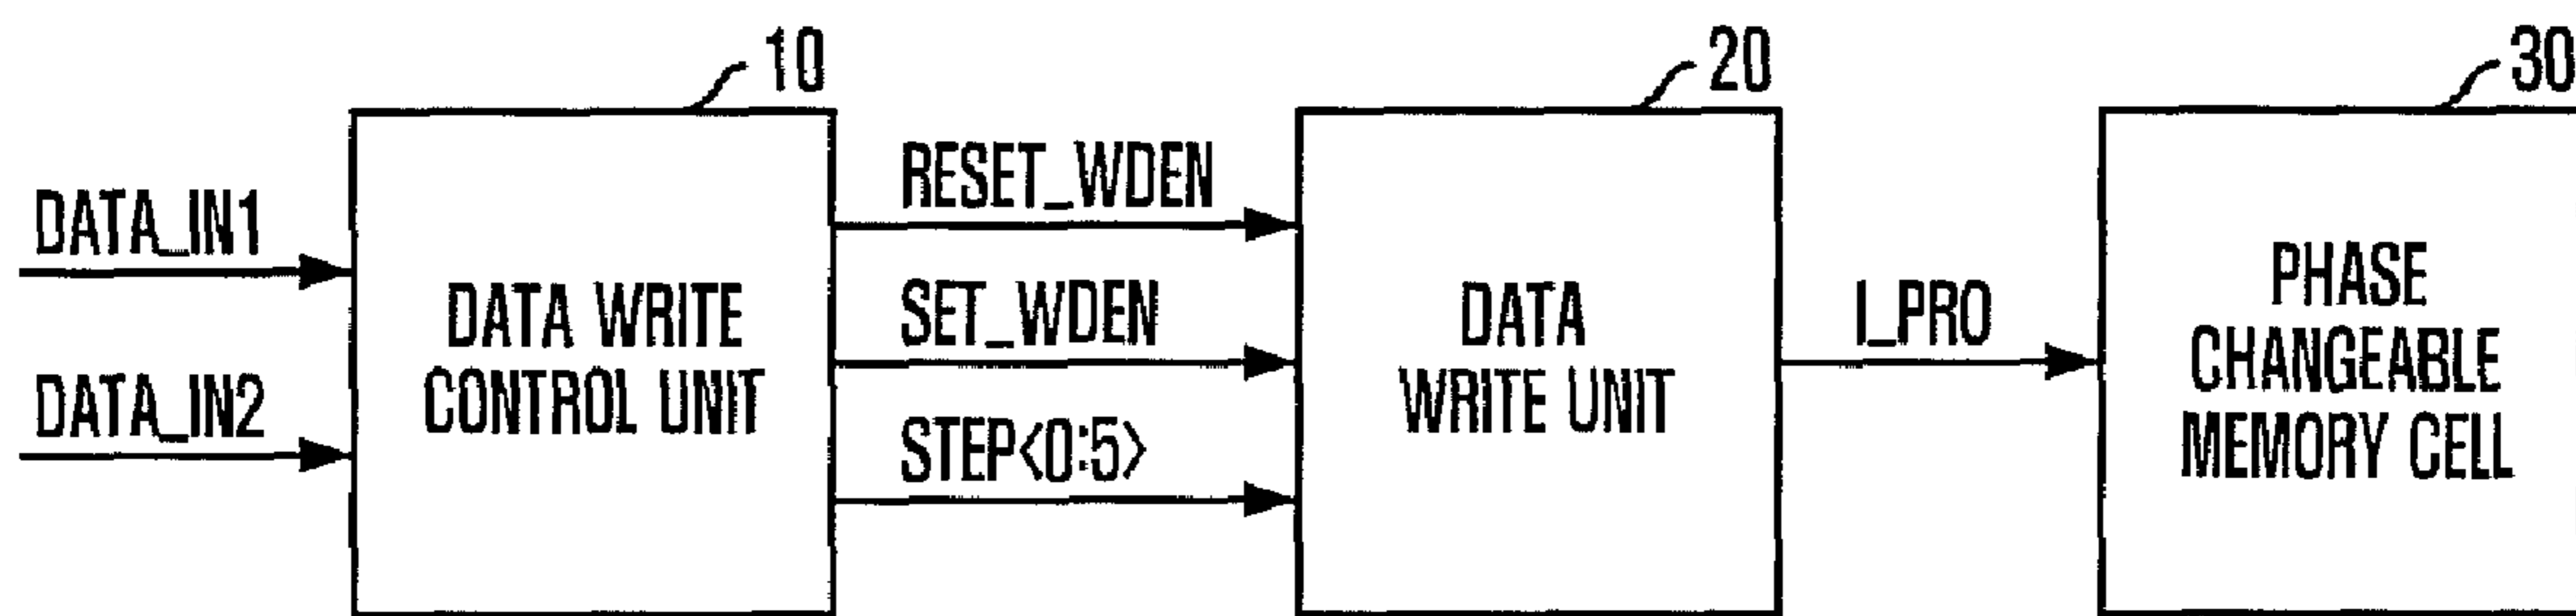 10
20
30
DATA_IN1
DATA_IN2
DATA WRITE
CONTROL UNIT
RESET_WDEN
SET_WDEN
STEP<0:5>
DATA
WRITE UNIT
I_PRO
PHASE
CHANGEABLE
MEMORY CELL